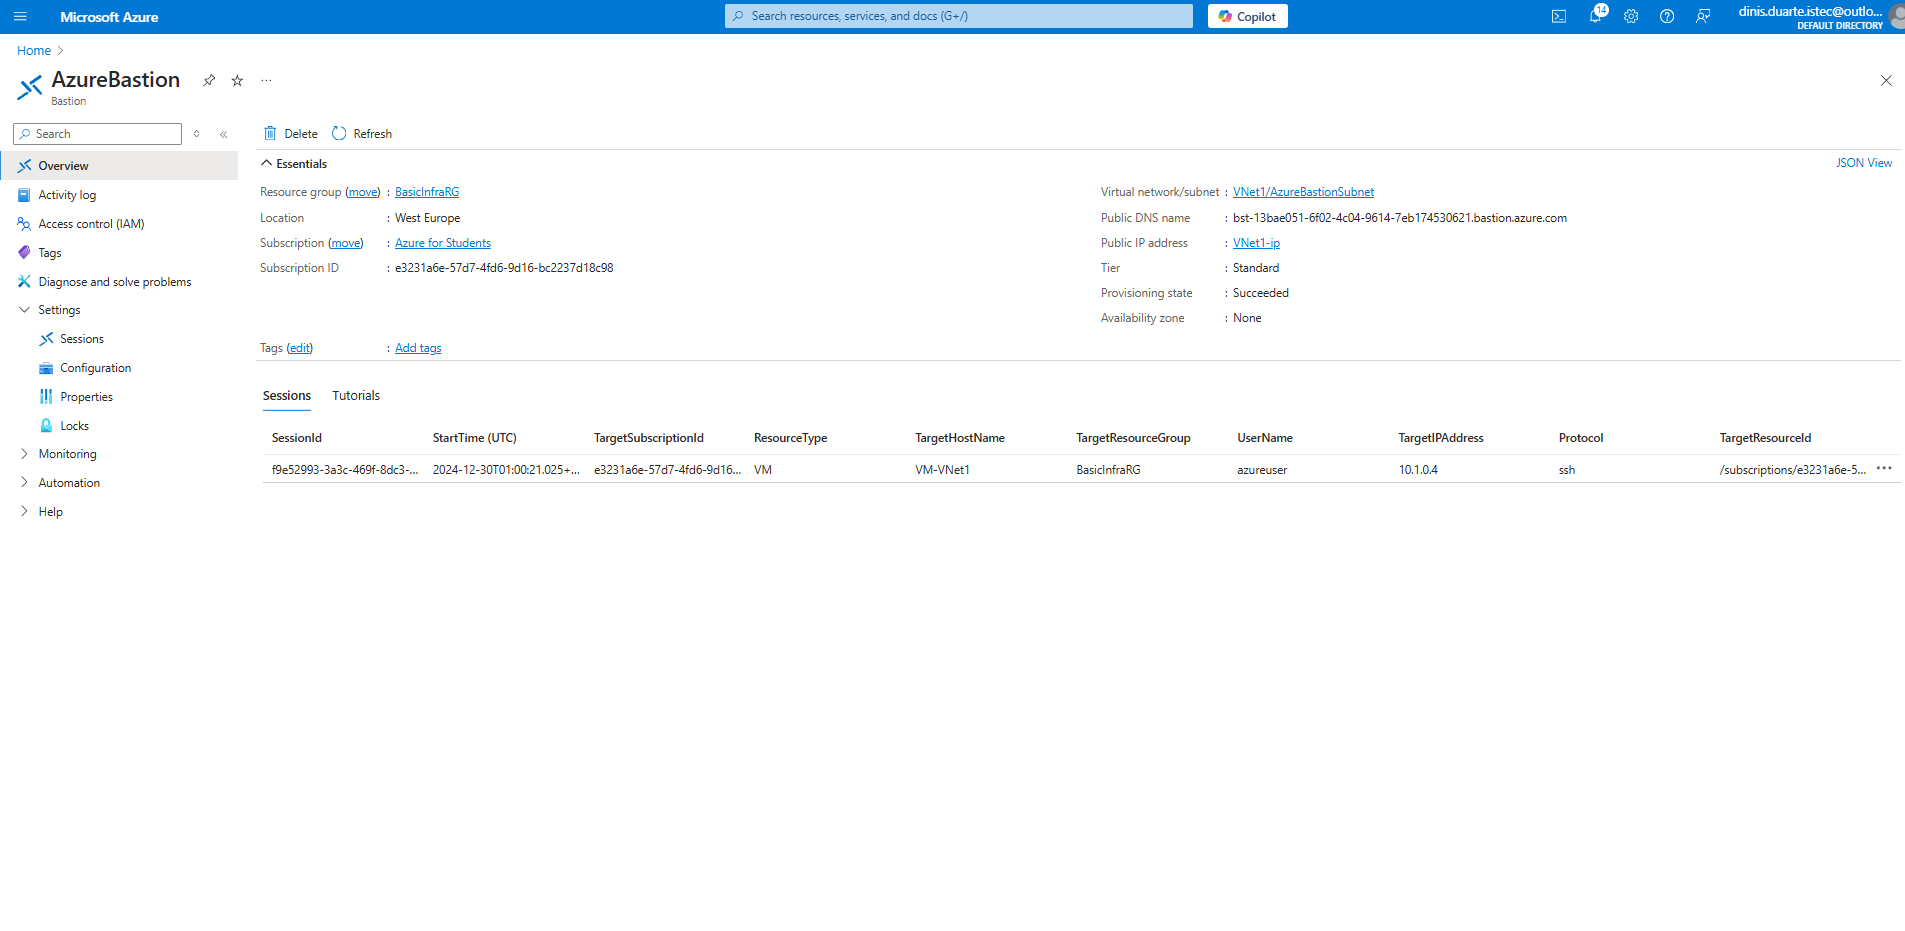 Microsoft Azure
Search resources, services, and docs (G+/)
Copilot
14
dinis.duarte.istec@outlo...
DEFAULT DIRECTORY
Home
AzureBastion
Bastion
Search
Delete
Refresh
Overview
Activity log
Access control (IAM)
Tags
Diagnose and solve problems
Settings
Sessions
Configuration
Properties
Locks
Monitoring
Automation
Help
Essentials
JSON View
Resource group (move) : BasicInfraRG
Location : West Europe
Subscription (move) : Azure for Students
Subscription ID : e3231a6e-57d7-4fd6-9d16-bc2237d18c98
Virtual network/subnet : VNet1/AzureBastionSubnet
Public DNS name : bst-13bae051-6f02-4c04-9614-7eb174530621.bastion.azure.com
Public IP address : VNet1-ip
Tier : Standard
Provisioning state : Succeeded
Availability zone : None
Tags (edit) : Add tags
Sessions Tutorials
SessionId StartTime (UTC) TargetSubscriptionId ResourceType TargetHostName TargetResourceGroup UserName TargetIPAddress Protocol TargetResourceId
f9e52993-3a3c-469f-8dc3-... 2024-12-30T01:00:21.025+... e3231a6e-57d7-4fd6-9d16... VM VM-VNet1 BasicInfraRG azureuser 10.1.0.4 ssh /subscriptions/e3231a6e-5...